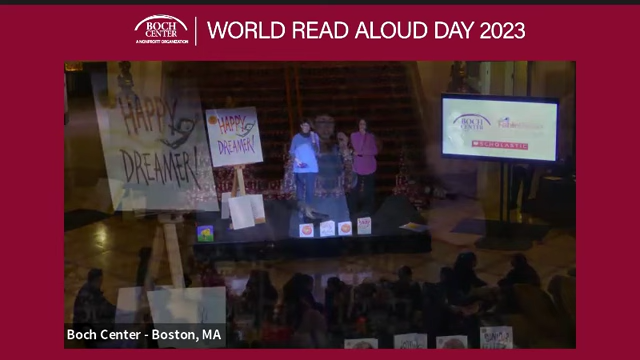 BOCH
CENTER
A NONPROFIT ORGANIZATION
WORLD READ ALOUD DAY 2023
HAPPY
DREAMER!
HAPPY
DREAMER!
BOCH
CENTER
SCHOLASTIC
Boch Center - Boston, MA